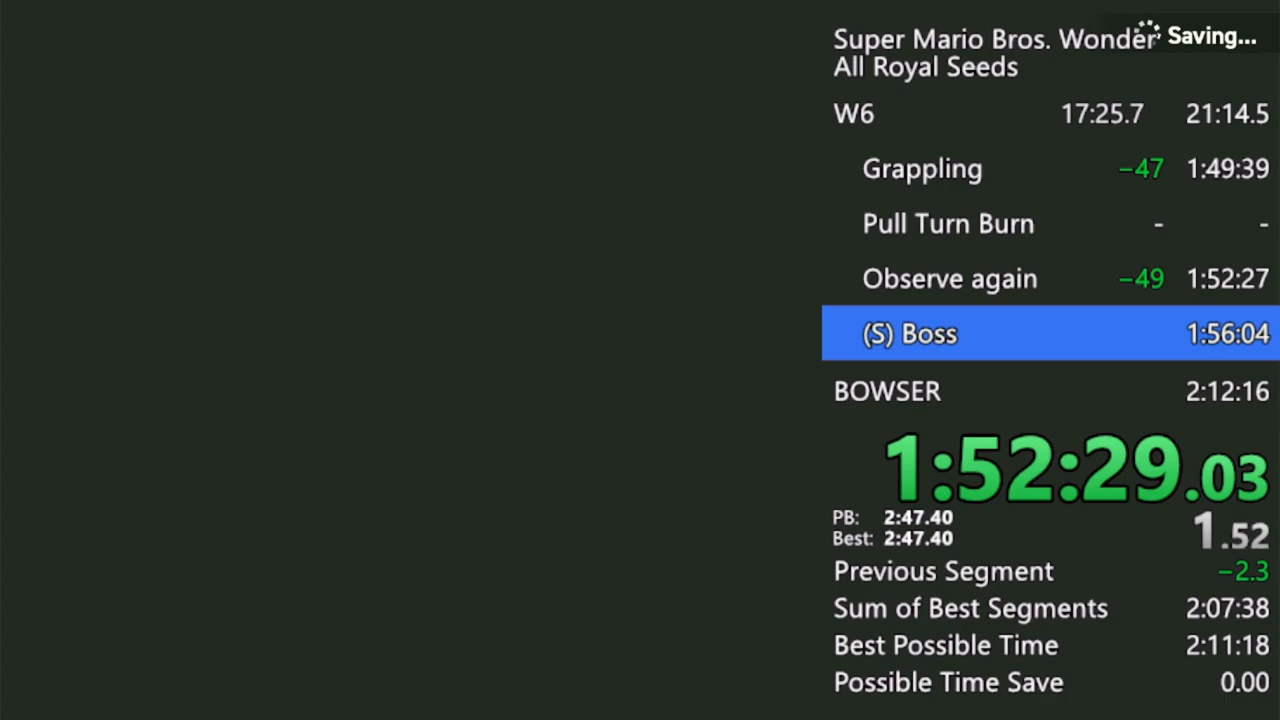 Super Mario Bros. Wonder Saving...
All Royal Seeds
W6 17:25.7 21:14.5
Grappling −47 1:49:39
Pull Turn Burn - -
Observe again −49 1:52:27
(S) Boss 1:56:04
BOWSER 2:12:16
1:52:29.03
PB: 2:47.40 1.52
Best: 2:47.40
Previous Segment −2.3
Sum of Best Segments 2:07:38
Best Possible Time 2:11:18
Possible Time Save 0.00